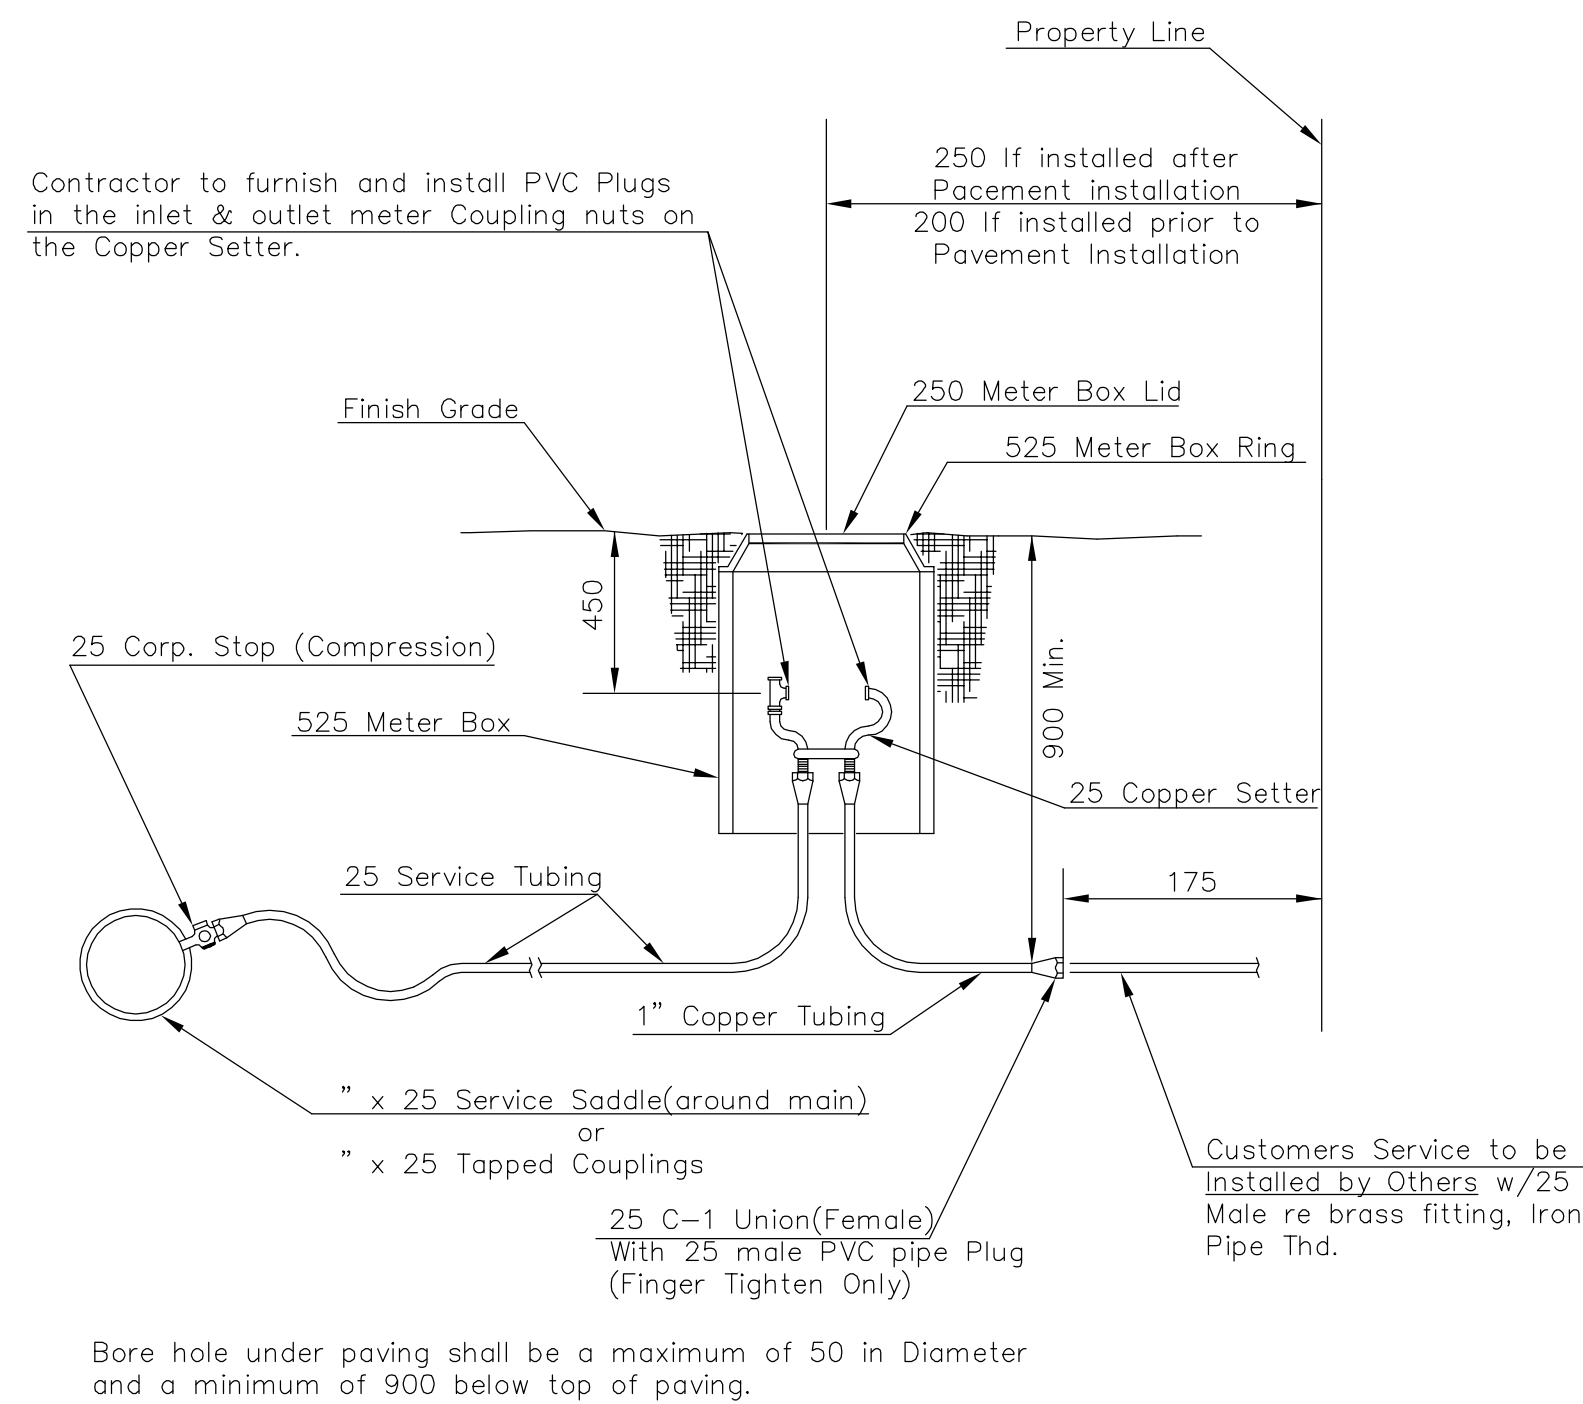 Property Line
250 If installed after
Pacement installation
200 If installed prior to
Pavement Installation
Contractor to furnish and install PVC Plugs
in the inlet & outlet meter Coupling nuts on
the Copper Setter.
250 Meter Box Lid
Finish Grade
525 Meter Box Ring
450
25 Corp. Stop (Compression)
900 Min.
525 Meter Box
25 Copper Setter
25 Service Tubing
175
1” Copper Tubing
” x 25 Service Saddle(around main)
or
” x 25 Tapped Couplings
Customers Service to be
Installed by Others w/25
Male re brass fitting, Iron
Pipe Thd.
25 C-1 Union(Female)
With 25 male PVC pipe Plug
(Finger Tighten Only)
Bore hole under paving shall be a maximum of 50 in Diameter
and a minimum of 900 below top of paving.